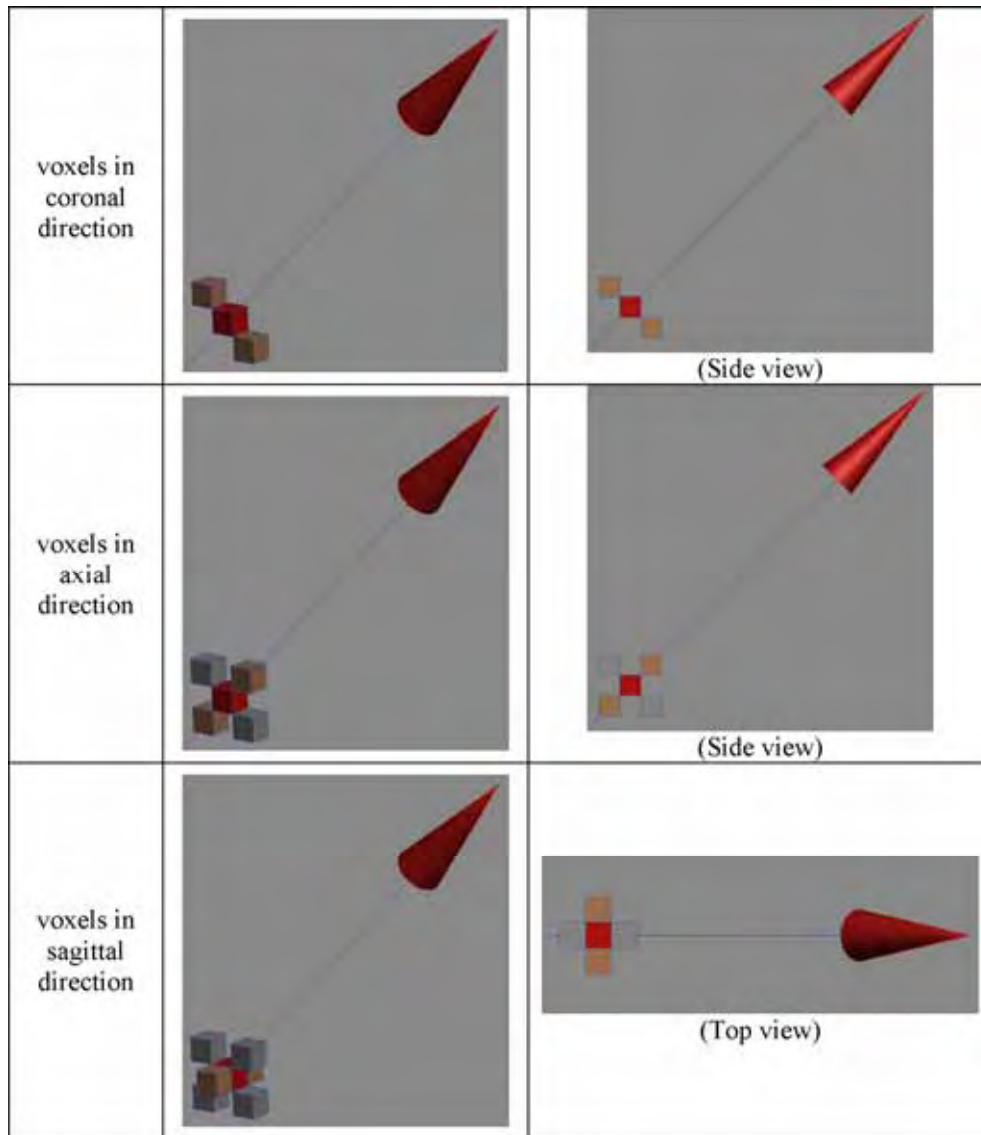 voxels in
coronal
direction
(Side view)
voxels in
axial
direction
(Side view)
voxels in
sagittal
direction
(Top view)